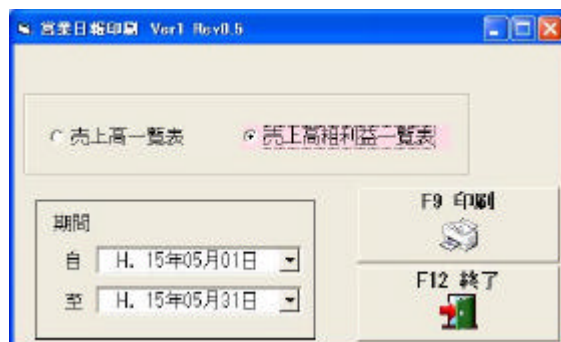 営業日報印刷 Ver1 Rev0.5
売上高一覧表
売上高粗利益一覧表
期間
自 H. 15年05月01日
至 H. 15年05月31日
F9 印刷
F12 終了